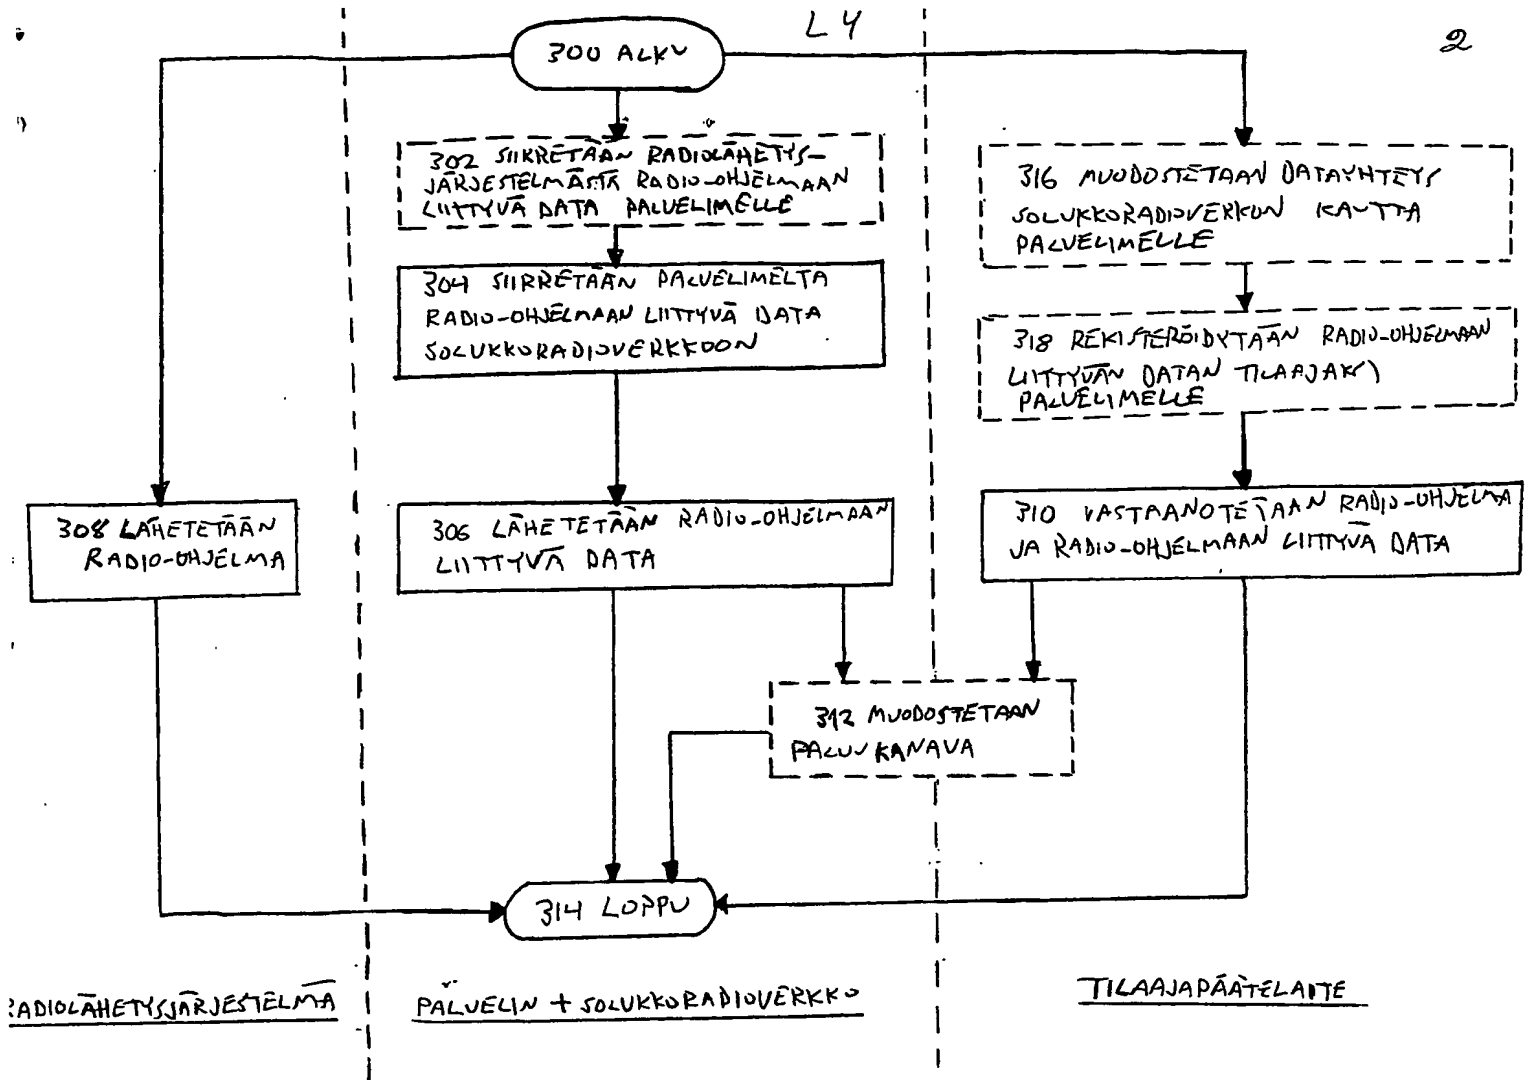 L4
2
300 ALKU
302 SIIRRETÄÄN RADIOLÄHETYS-
JÄRJESTELMÄSTÄ RADIO-OHJELMAAN
LIITTYVÄ DATA PALVELIMELLE
304 SIIRRETÄÄN PALVELIMELTA
RADIO-OHJELMAAN LIITTYVÄ DATA
SOLUKKORADIOVERKKOON
316 MUODOSTETAAN DATAYHTEYS
SOLUKKORADIOVERKON KAUTTA
PALVELIMELLE
318 REKISTERÖIDYTÄÄN RADIO-OHJELMAAN
LIITTYVÄN DATAN TILAAJAKSI
PALVELIMELLE
308 LÄHETETÄÄN
RADIO-OHJELMA
306 LÄHETETÄÄN RADIO-OHJELMAAN
LIITTYVÄ DATA
310 VASTAANOTETAAN RADIO-OHJELMA
JA RADIO-OHJELMAAN LIITTYVÄ DATA
312 MUODOSTETAAN
PALUUKANAVA
314 LOPPU
RADIOLÄHETYSJÄRJESTELMÄ
PALVELIN + SOLUKKORADIOVERKKO
TILAAJAPÄÄTELAITE